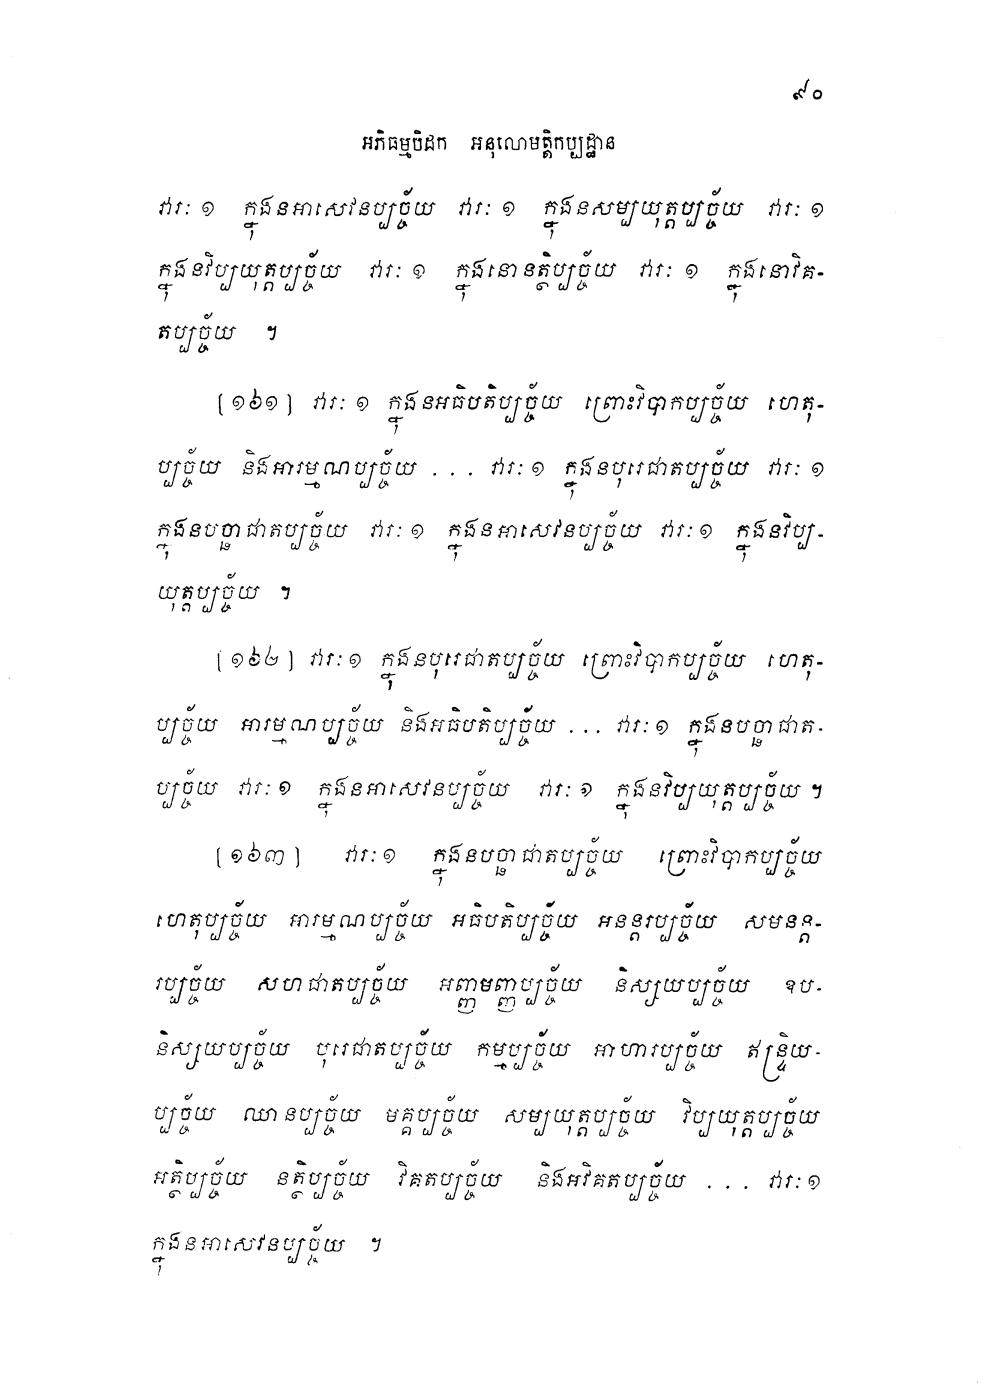 ៩០
អភិធម្មបិដក អនុលោមត្តិកប្បដ្ឋាន
វារៈ ១ ក្នុងនអាសេវនប្បច្ច័យ វារៈ ១ ក្នុងនសម្បយុត្តប្បច្ច័យ វារៈ ១
ក្នុងនវិប្បយុត្តប្បច្ច័យ វារៈ ១ ក្នុងនោនត្ថិប្បច្ច័យ វារៈ ១ ក្នុងនោវិគ-
តប្បច្ច័យ ។
[១៦១] វារៈ ១ ក្នុងនអធិបតិប្បច្ច័យ ព្រោះវិបាកប្បច្ច័យ ហេតុ-
ប្បច្ច័យ និងអារម្មណប្បច្ច័យ ... វារៈ ១ ក្នុងនបុរេជាតប្បច្ច័យ វារៈ ១
ក្នុងនបច្ឆាជាតប្បច្ច័យ វារៈ ១ ក្នុងនអាសេវនប្បច្ច័យ វារៈ ១ ក្នុងនវិប្ប-
យុត្តប្បច្ច័យ ។
[១៦២] វារៈ ១ ក្នុងនបុរេជាតប្បច្ច័យ ព្រោះវិបាកប្បច្ច័យ ហេតុ-
ប្បច្ច័យ អារម្មណប្បច្ច័យ និងអធិបតិប្បច្ច័យ ... វារៈ ១ ក្នុងនបច្ឆាជាត-
ប្បច្ច័យ វារៈ ១ ក្នុងនអាសេវនប្បច្ច័យ វារៈ ១ ក្នុងនវិប្បយុត្តប្បច្ច័យ ។
[១៦៣] វារៈ ១ ក្នុងនបច្ឆាជាតប្បច្ច័យ ព្រោះវិបាកប្បច្ច័យ
ហេតុប្បច្ច័យ អារម្មណប្បច្ច័យ អធិបតិប្បច្ច័យ អនន្តរប្បច្ច័យ សមនន្ត-
រប្បច្ច័យ សហជាតប្បច្ច័យ អញ្ញមញ្ញប្បច្ច័យ និស្សយប្បច្ច័យ ឧប-
និស្សយប្បច្ច័យ បុរេជាតប្បច្ច័យ កម្មប្បច្ច័យ អាហារប្បច្ច័យ ឥន្ទ្រិយ-
ប្បច្ច័យ ឈានប្បច្ច័យ មគ្គប្បច្ច័យ សម្បយុត្តប្បច្ច័យ វិប្បយុត្តប្បច្ច័យ
អត្ថិប្បច្ច័យ នត្ថិប្បច្ច័យ វិគតប្បច្ច័យ និងអវិគតប្បច្ច័យ ... វារៈ ១
ក្នុងនអាសេវនប្បច្ច័យ ។